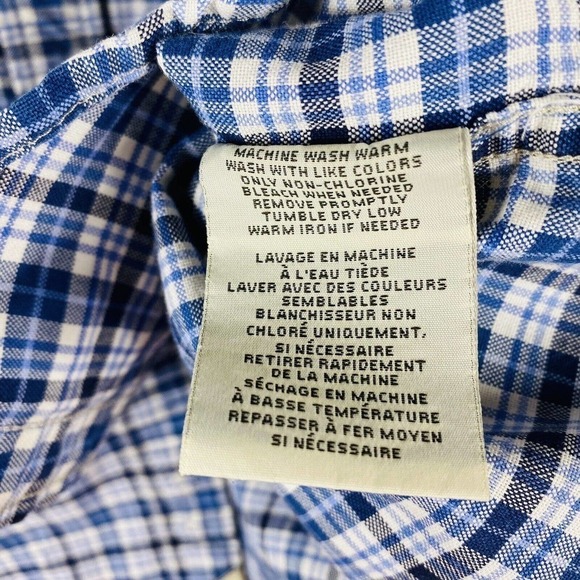 MACHINE WASH WARM
WASH WITH LIKE COLORS
ONLY NON-CHLORINE
BLEACH WHEN NEEDED
REMOVE PROMPTLY
TUMBLE DRY LOW
WARM IRON IF NEEDED
LAVAGE EN MACHINE
À L'EAU TIÈDE
LAVER AVEC DES COULEURS
SEMBLABLES
BLANCHISSEUR NON
CHLORÉ UNIQUEMENT,
SI NÉCESSAIRE
RETIRER RAPIDEMENT
DE LA MACHINE
SÉCHAGE EN MACHINE
À BASSE TEMPÉRATURE
REPASSER À FER MOYEN
SI NÉCESSAIRE